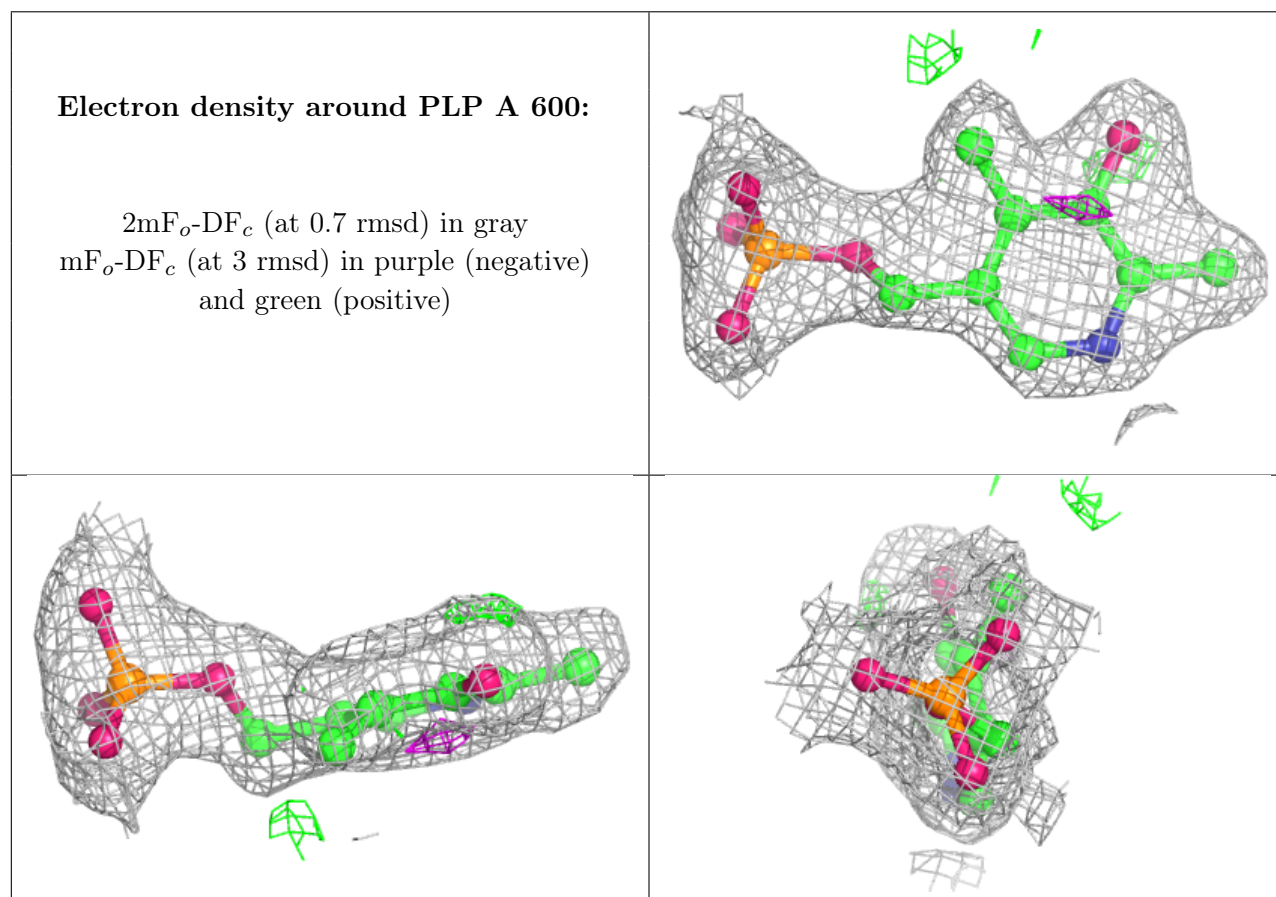 Electron density around PLP A 600:
2mFo-DFc (at 0.7 rmsd) in gray
mFo-DFc (at 3 rmsd) in purple (negative)
and green (positive)